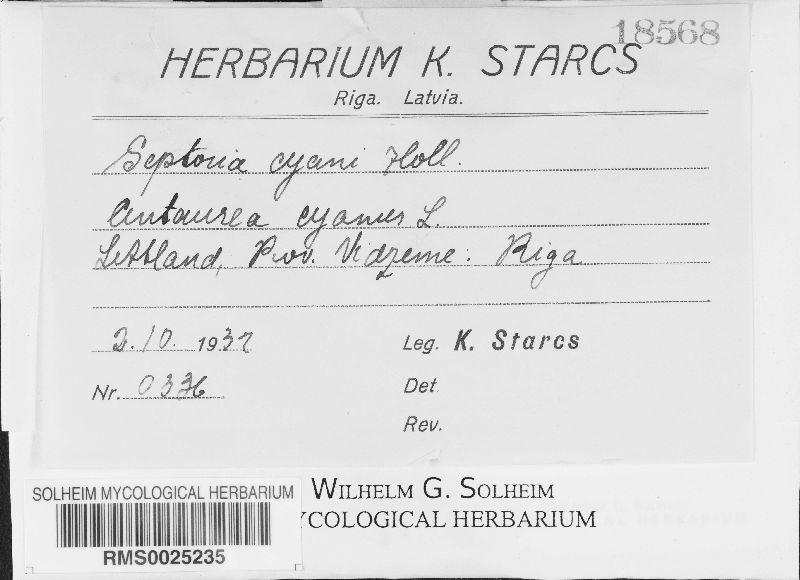 18568
HERBARIUM K. STARCS
Riga. Latvia.
Septoria cyani Holl.
Centaurea cyanus L.
Lettland, Prov. Vidzeme: Riga
2.10. 1937
Leg. K. Starcs
Nr. 0336
Det
Rev.
SOLHEIM MYCOLOGICAL HERBARIUM
RMS0025235
WILHELM G. SOLHEIM
YCOLOGICAL HERBARIUM